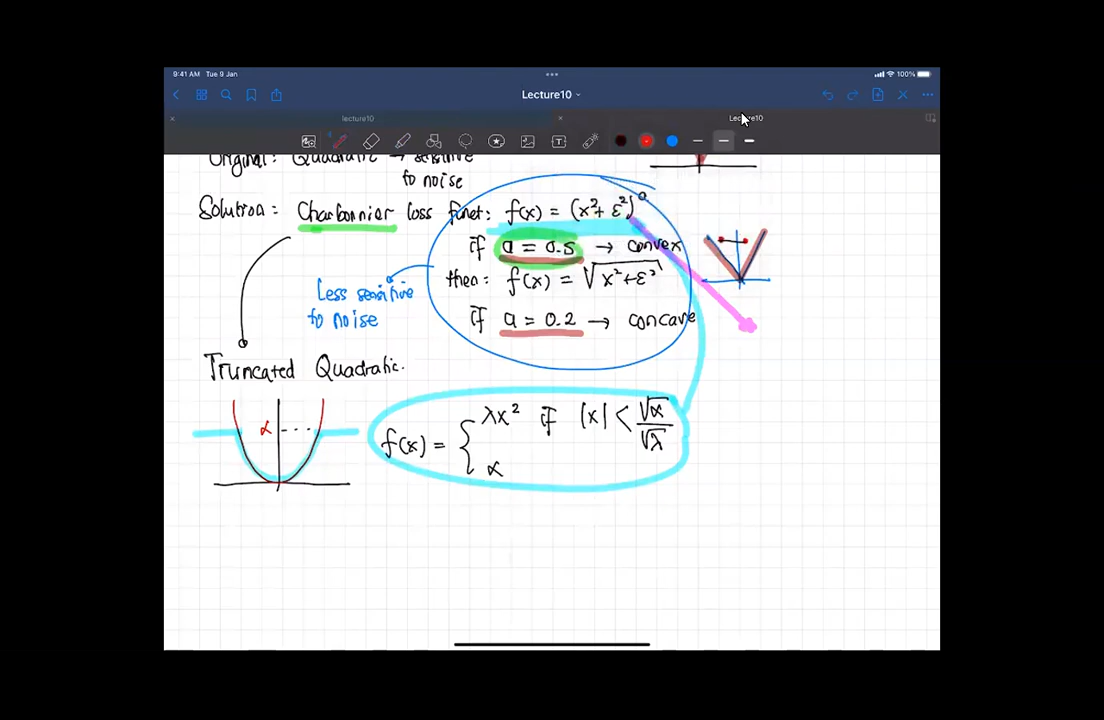 9:41 AM Tue 9 Jan
100%
Lecture10
lecture10
Lecture10
Original: Quadratic → sensitive
to noise
Solution: Charbonnier loss funct: f(x) = (x²+ ε²)ᵃ
if a = 0.5 → convex
then: f(x) = √x²+ε²
Less sensitive
to noise
if a = 0.2 → concave
Truncated Quadratic.
α
f(x) = { λx² if |x| < √α/√λ
α